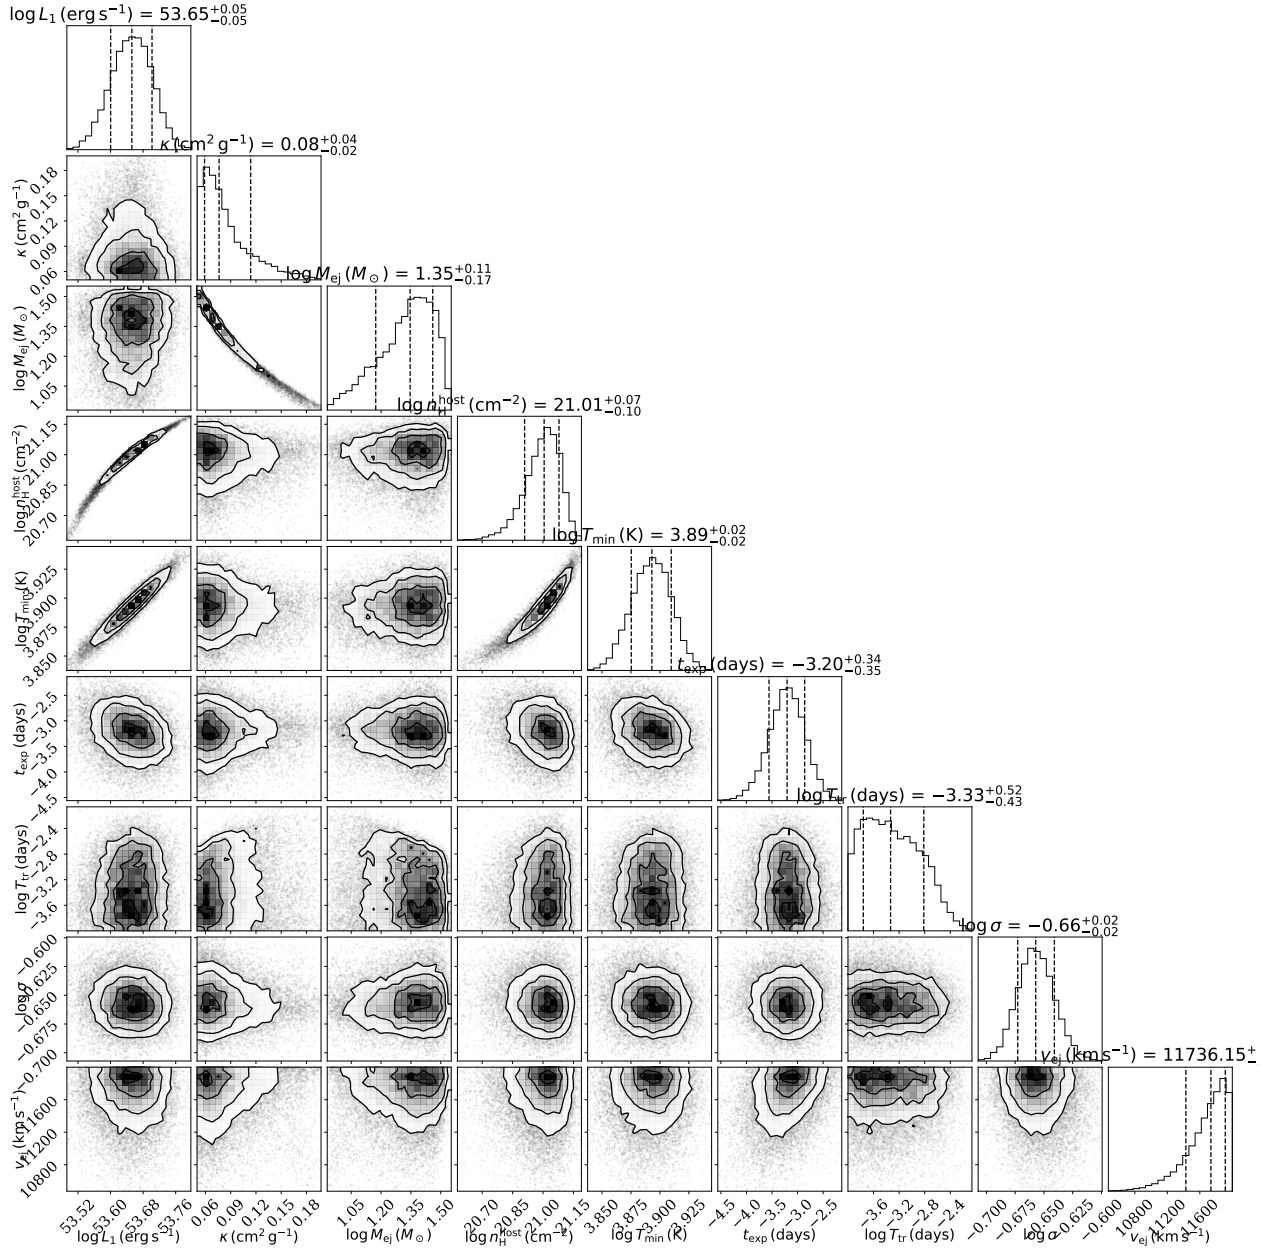 log L₁ (erg s⁻¹) = 53.65 +0.05 −0.05
κ (cm² g⁻¹) = 0.08 +0.04 −0.02
κ (cm² g⁻¹)
0.18
0.15
0.12
0.09
0.06
log M_ej (M_⊙) = 1.35 +0.11 −0.17
log M_ej (M_⊙)
1.50
1.35
1.20
1.05
log n_H^host (cm⁻²) = 21.01 +0.07 −0.10
log n_H^host (cm⁻²)
21.15
21.00
20.85
20.70
log T_min (K) = 3.89 +0.02 −0.02
log T_min (K)
3.925
3.900
3.875
3.850
t_exp (days) = −3.20 +0.34 −0.35
t_exp (days)
−2.5
−3.0
−3.5
−4.0
−4.5
log T_tr (days) = −3.33 +0.52 −0.43
log T_tr (days)
−2.4
−2.8
−3.2
−3.6
log σ = −0.66 +0.02 −0.02
log σ
−0.600
−0.625
−0.650
−0.675
−0.700
v_ej (km s⁻¹) = 11736.15 +
v_ej (km s⁻¹)
11600
11200
10800
53.52 53.60 53.68 53.76 0.06 0.09 0.12 0.15 0.18 1.05 1.20 1.35 1.50 20.70 20.85 21.00 21.15 3.850 3.875 3.900 3.925 −4.5 −4.0 −3.5 −3.0 −2.5 −3.6 −3.2 −2.8 −2.4 −0.700 −0.675 −0.650 −0.625 −0.600 10800 11200 11600
log L₁ (erg s⁻¹) κ (cm² g⁻¹) log M_ej (M_⊙) log n_H^host (cm⁻²) log T_min (K) t_exp (days) log T_tr (days) log σ v_ej (km s⁻¹)